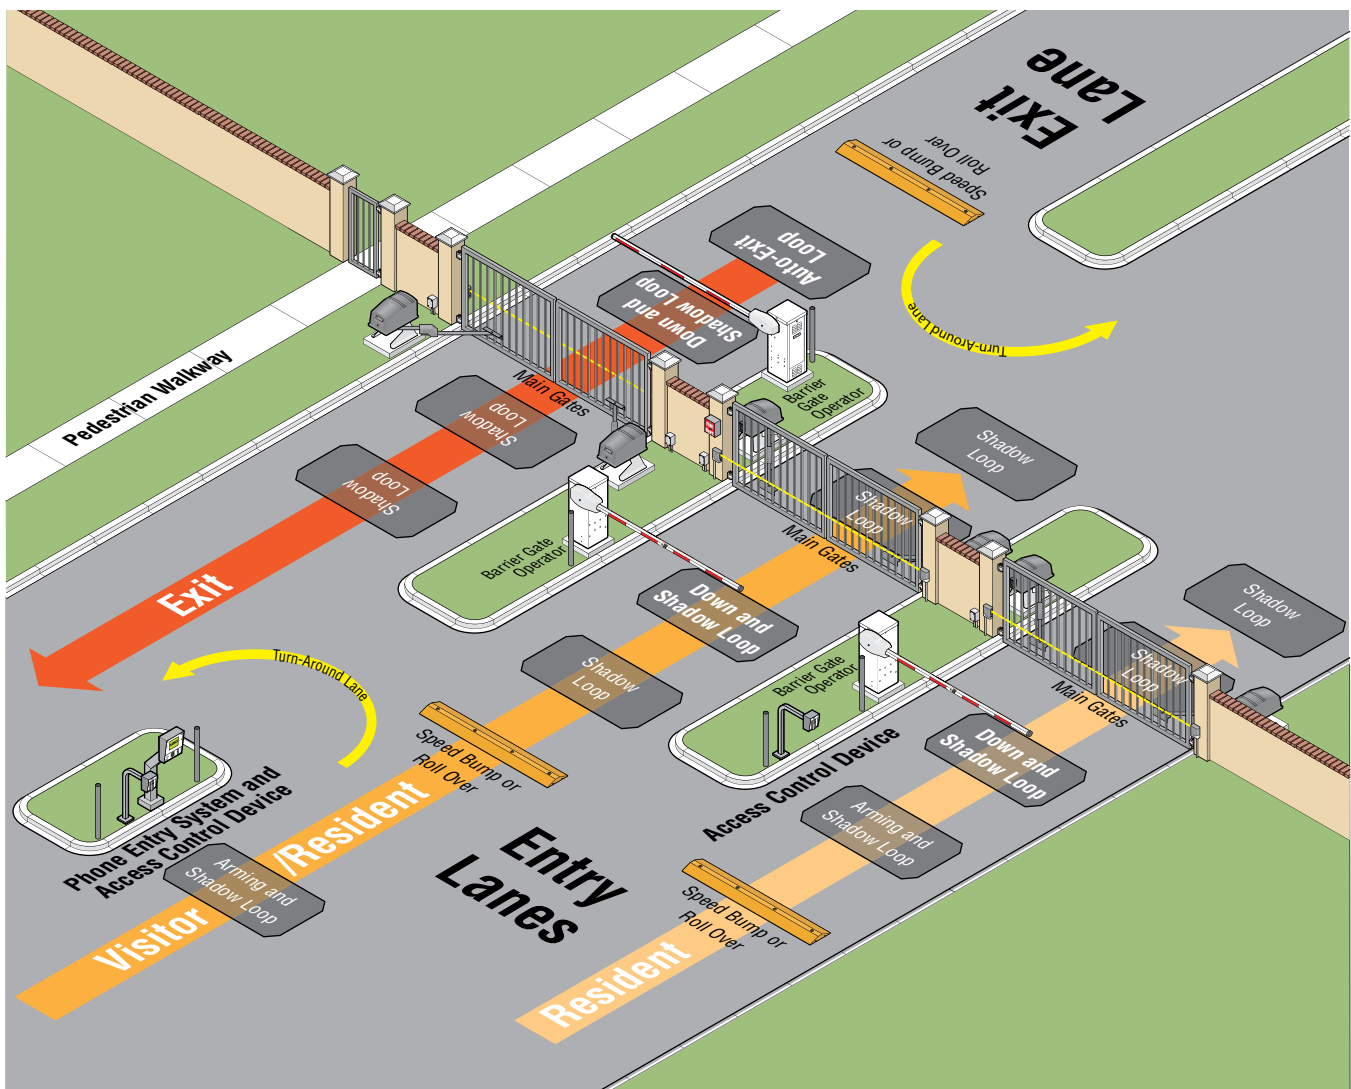 Exit
Lane
Speed Bump or
Roll Over
Auto-Exit
Loop
Down and
Shadow Loop
Turn-Around Lane
Pedestrian Walkway
Main Gates
Barrier
Gate
Operator
Shadow
Loop
Shadow
Loop
Shadow
Loop
Shadow
Loop
Main Gates
Barrier Gate
Operator
Exit
Down and
Shadow Loop
Shadow
Loop
Shadow
Loop
Shadow
Loop
Main Gates
Barrier Gate
Operator
Turn-Around Lane
Speed Bump or
Roll Over
Down and
Shadow Loop
Access Control Device
Phone Entry System and
Access Control Device
Arming and
Shadow Loop
Arming and
Shadow Loop
Visitor
/Resident
Entry
Lanes
Speed Bump or
Roll Over
Resident